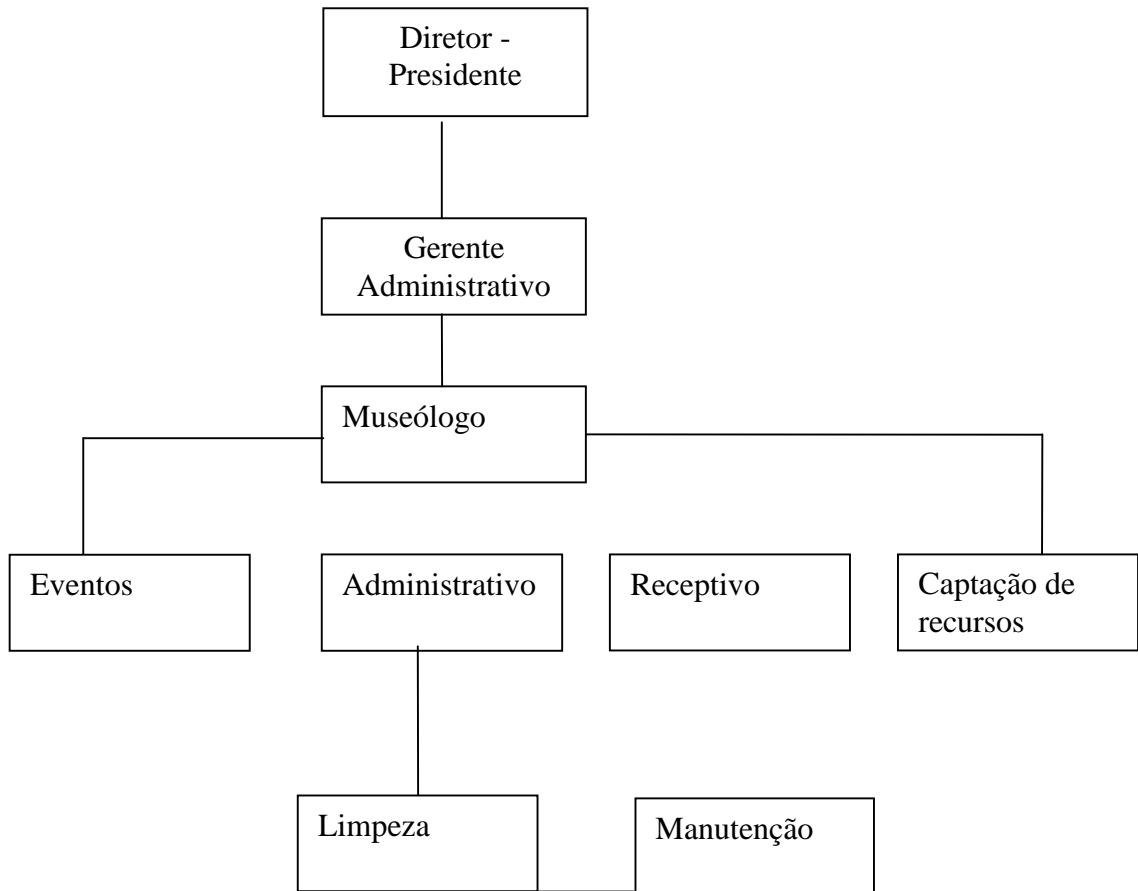 Diretor -
Presidente
Gerente
Administrativo
Museólogo
Eventos
Administrativo
Receptivo
Captação de
recursos
Limpeza
Manutenção